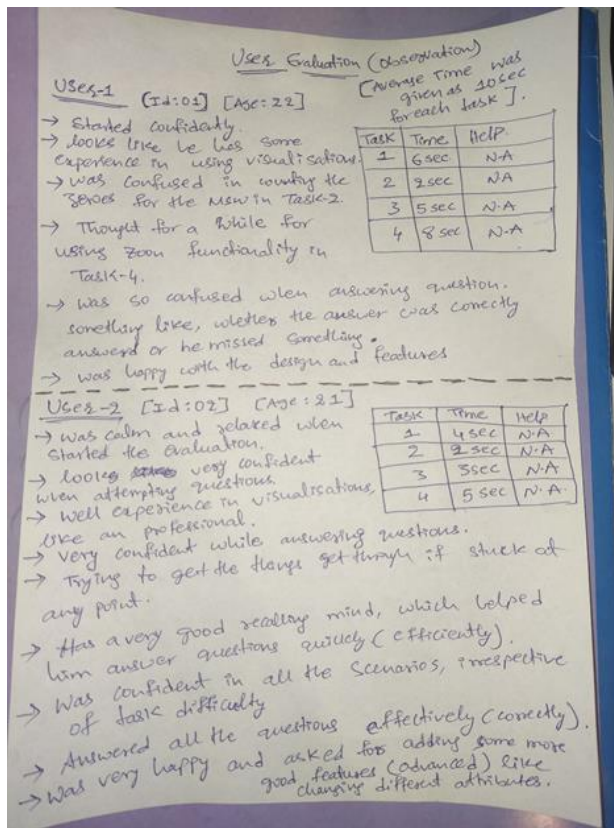 User Evaluation (observation)
[Average Time was
given as 10sec
for each task].
User-1 [Id:01] [Age:22]
→ Started confidently.
→ looks like he has some
experience in using visualisations.
→ was confused in counting the
zeroes for the MSW in Task-2.
→ Thought for a while for
using zoon functionality in
Task-4.
Task Time Help.
1 6sec N.A
2 9sec NA
3 5sec N.A
4 8sec N.A
→ was so confused when answering question.
something like, whether the answer was correctly
answerd or he missed something.
→ was happy with the design and features
User-2 [Id:02] [Age:21]
→ was calm and relaxed when
started the evaluation.
→ looks very confident
when attempting questions.
→ well experience in visualisations,
like an professional.
Task Time Help
1 4sec N.A
2 9sec N.A
3 3sec N.A
4 5sec N.A.
→ very confident while answering questions.
→ Trying to get the things get through if stuck at
any point.
→ Has a very good recalling mind, which helped
him answer questions quickly (efficiently).
→ Was confident in all the Scenarios, irrespective
of task difficulty
→ Answered all the questions effectively (correctly).
→ was very happy and asked for adding some more
good features (advanced) like
changing different attributes.